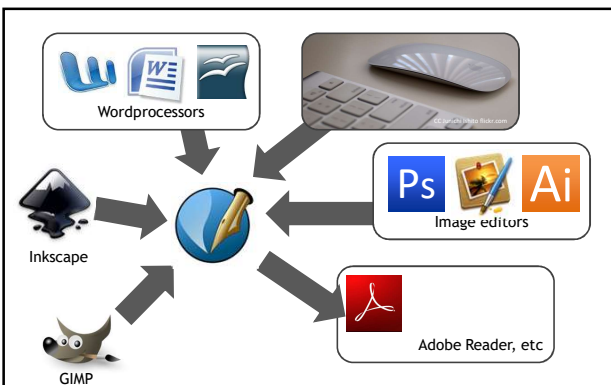 W
Wordprocessors
Ps
Ai
Image editors
Inkscape
Adobe Reader, etc
GIMP